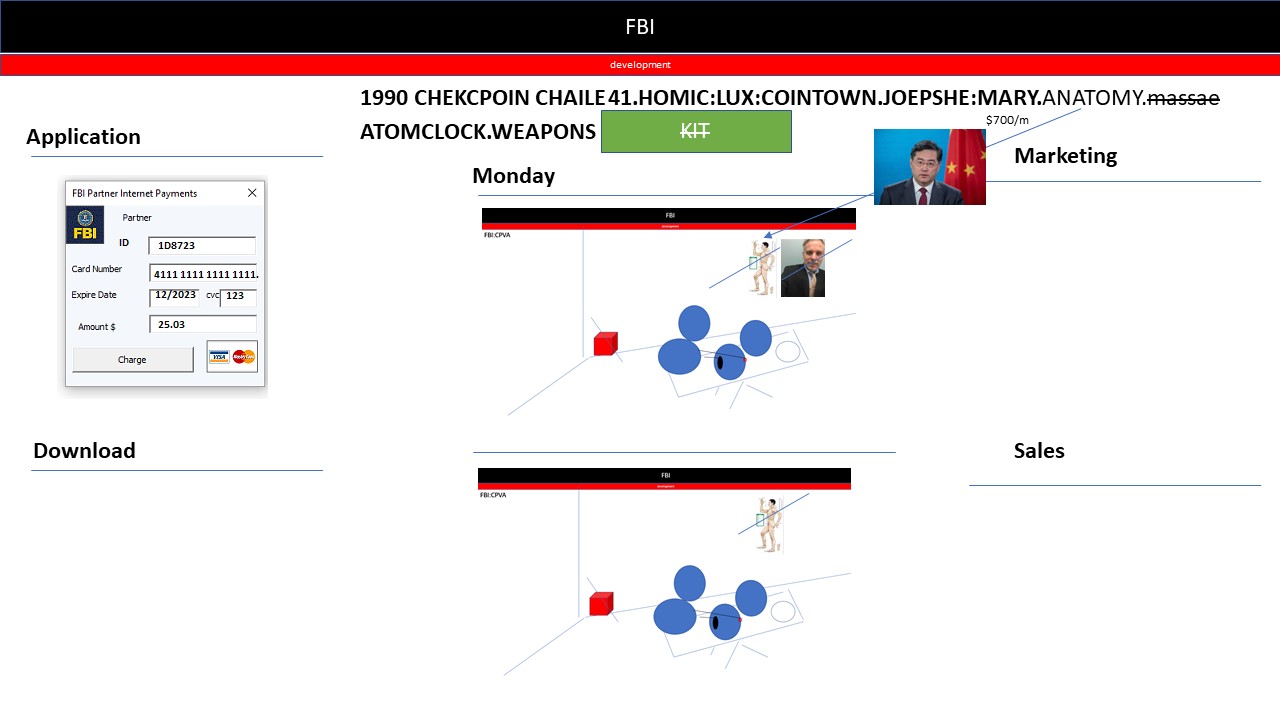 FBI
development
1990 CHEKCPOIN CHAILE41.HOMIC:LUX:COINTOWN.JOEPSHE:MARY.ANATOMY.massae
ATOMCLOCK.WEAPONS KIT
$700/m
Application
Marketing
Monday
FBI Partner Internet Payments
FBI
Partner
ID 1D8723
Card Number 4111 1111 1111 1111.
Expire Date 12/2023 cvc 123
Amount $ 25.03
Charge
VISA MasterCard
FBI
development
FBI:CPVA
Download
Sales
FBI
development
FBI:CPVA